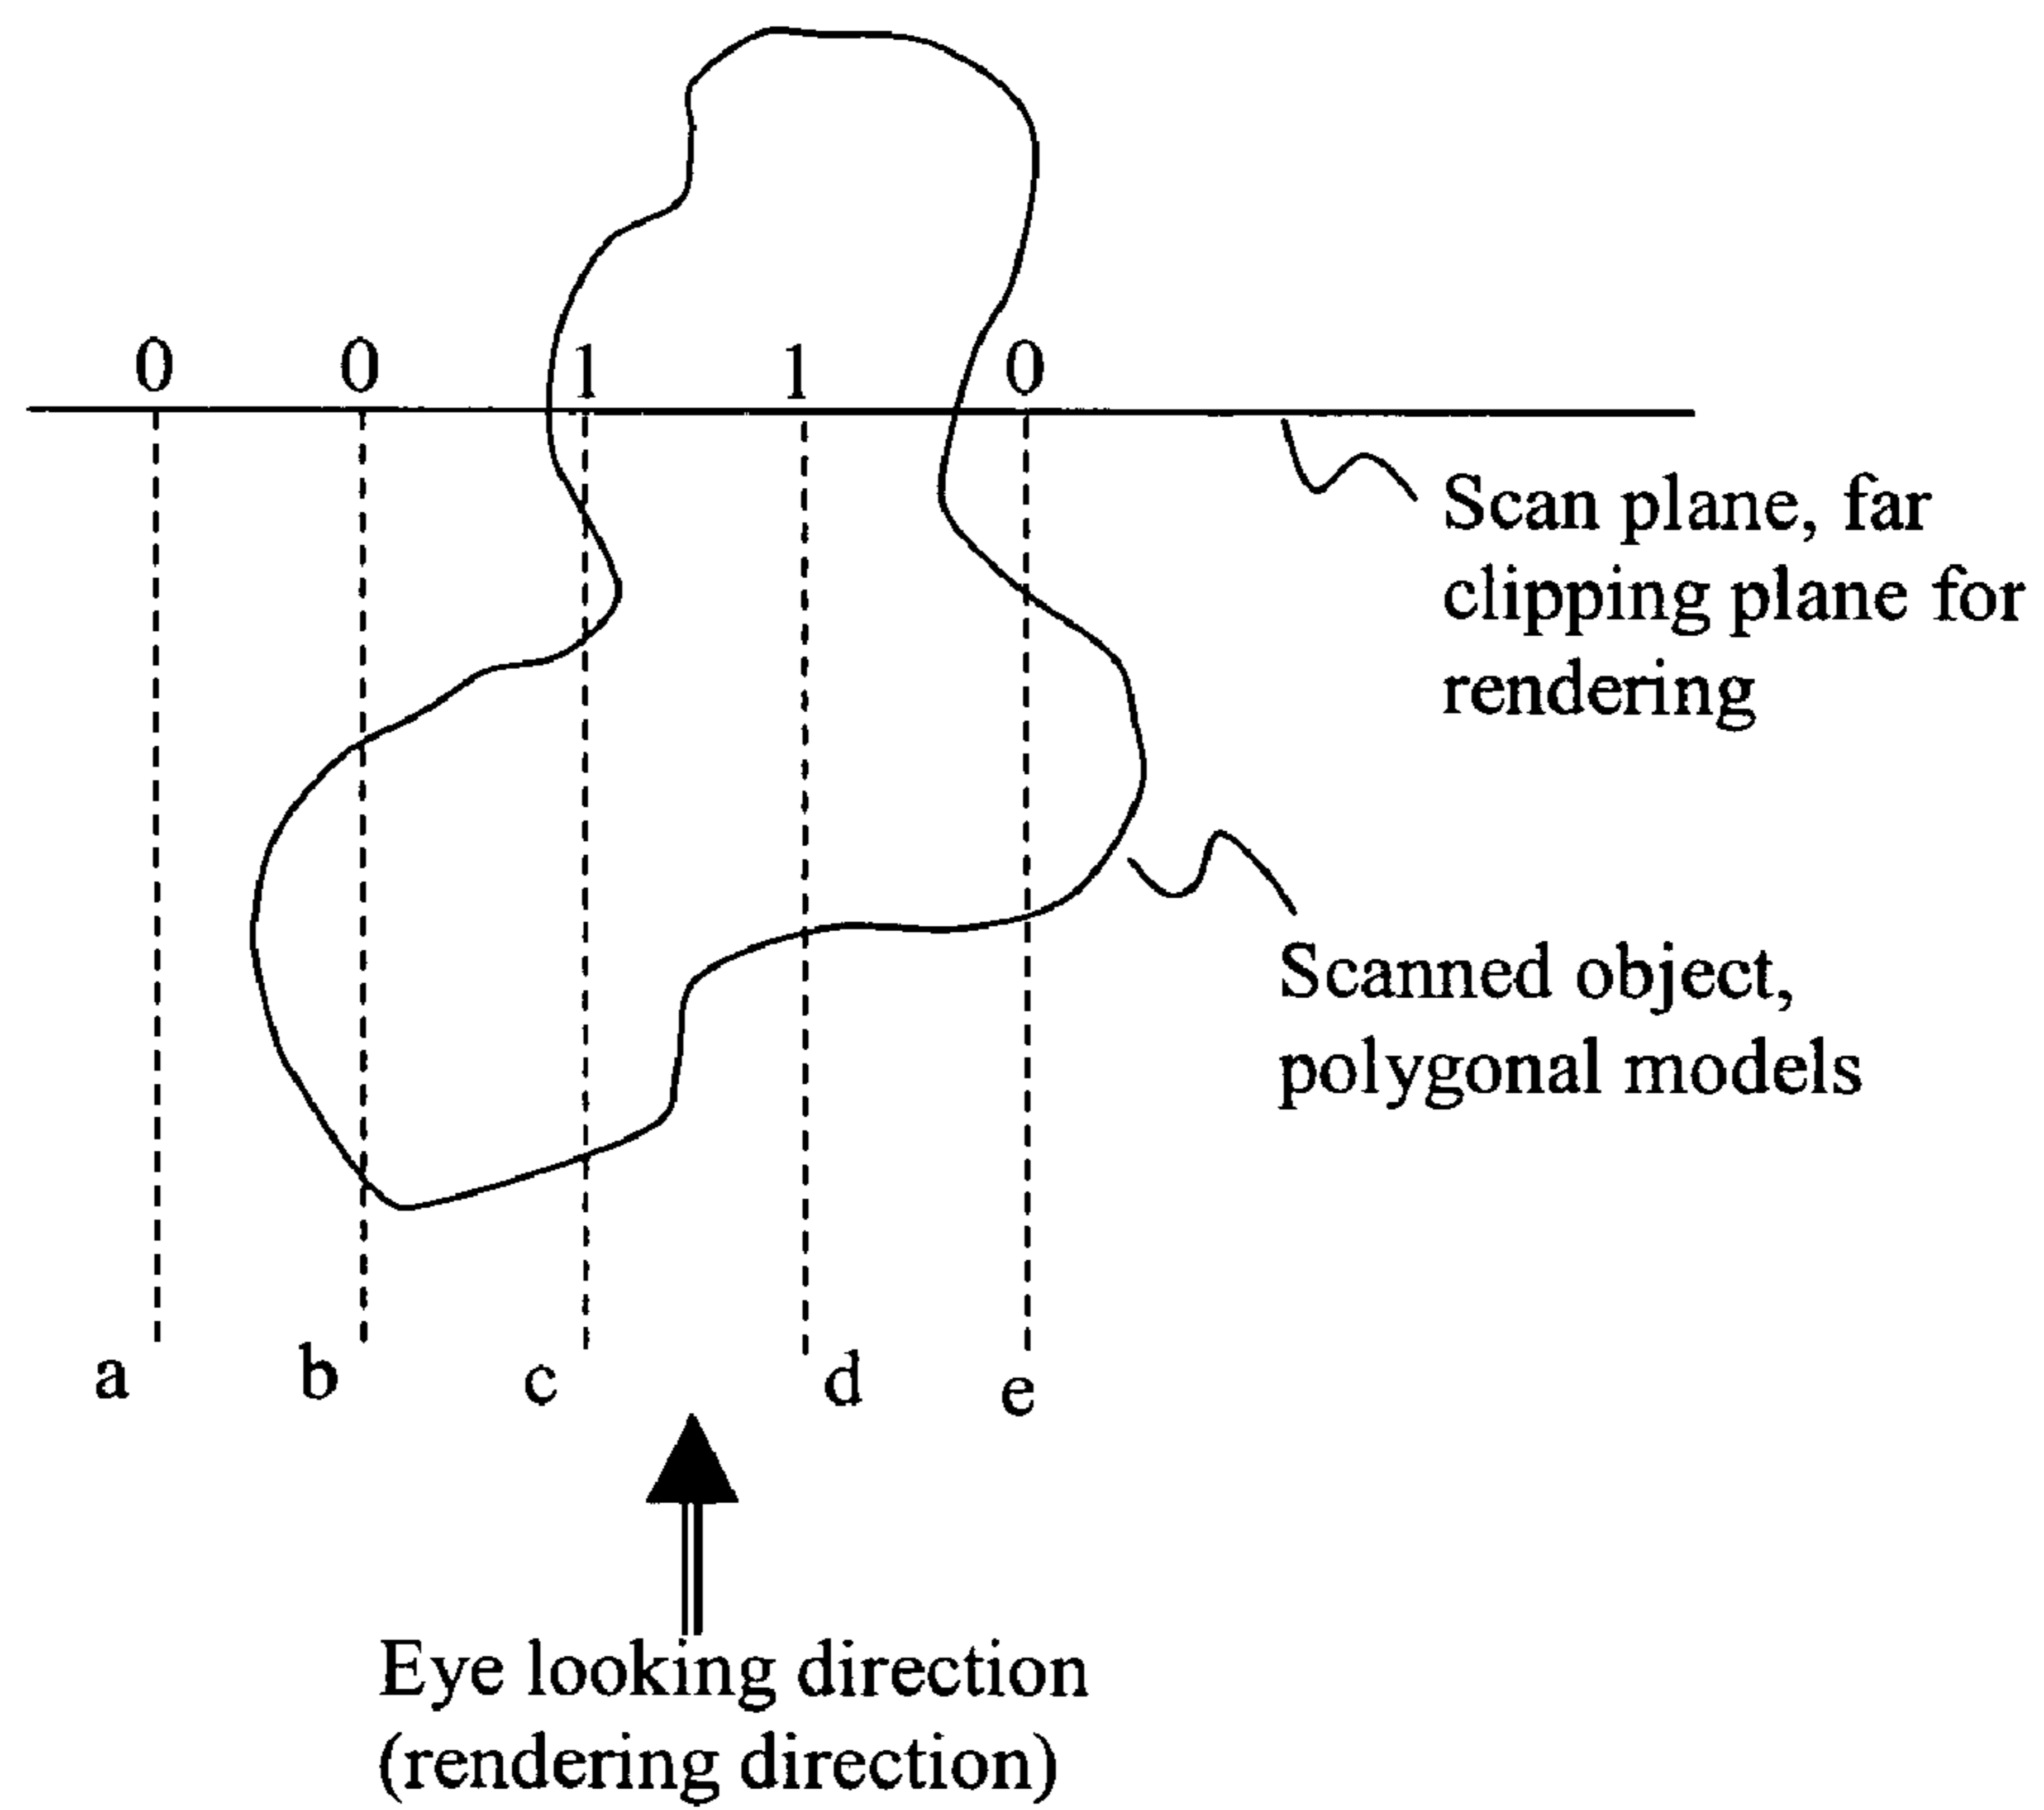 0 0 1 1 0
Scan plane, far
clipping plane for
rendering
Scanned object,
polygonal models
a b c d e
Eye looking direction
(rendering direction)